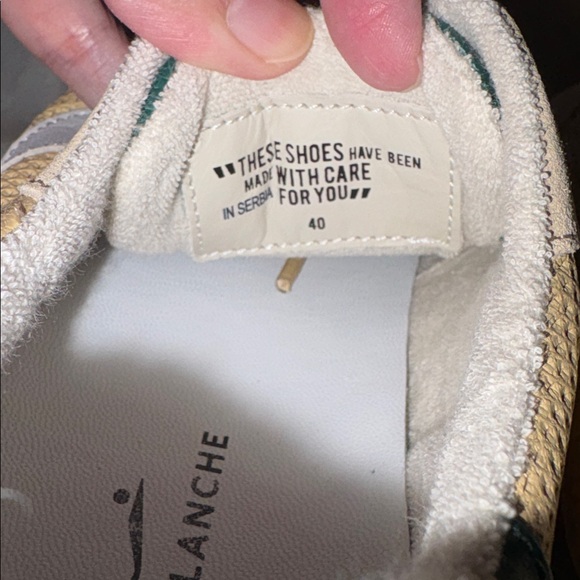 "THESE SHOES HAVE BEEN
MADE WITH CARE
IN SERBIA FOR YOU"
40
LANCHE